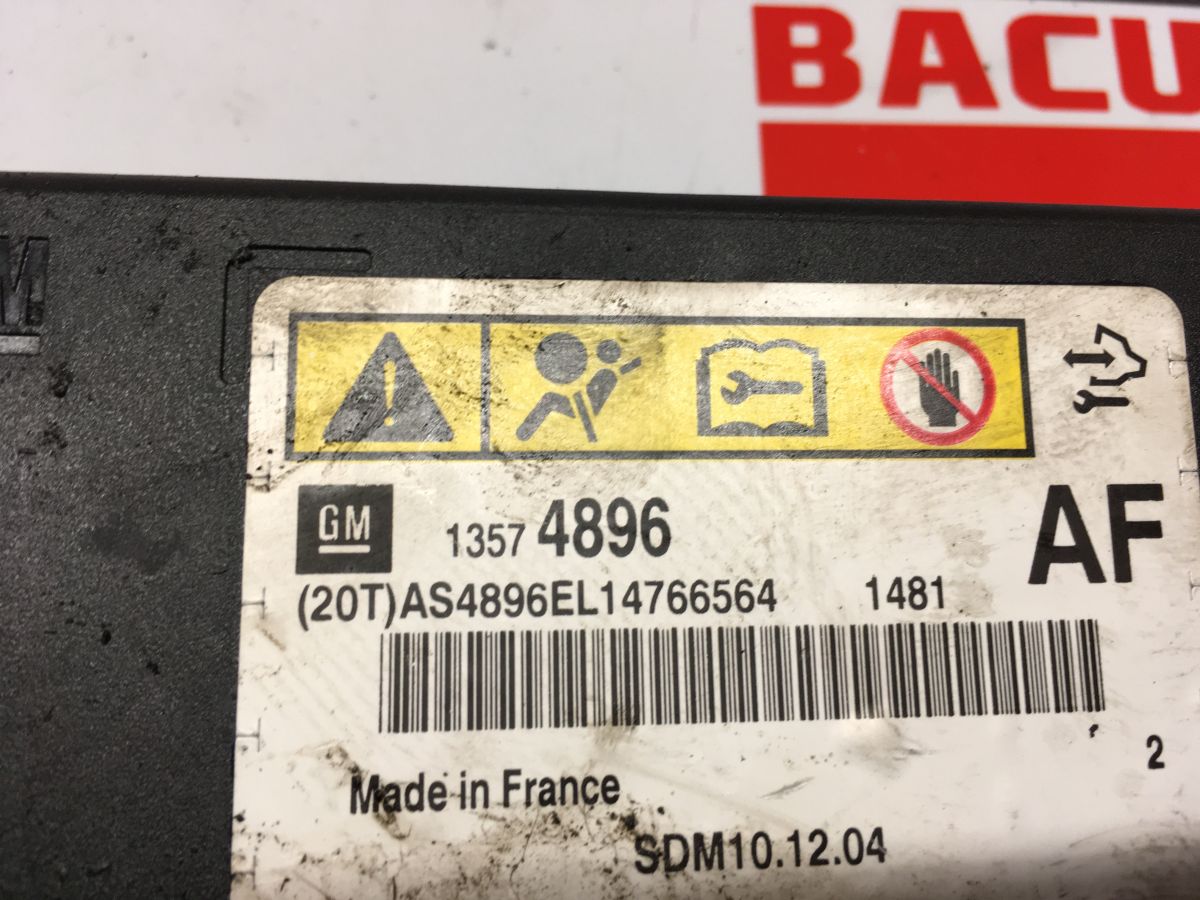 BACU
M
GM 1357 4896 AF
(20T)AS4896EL14766564 1481
2
Made in France
SDM10.12.04